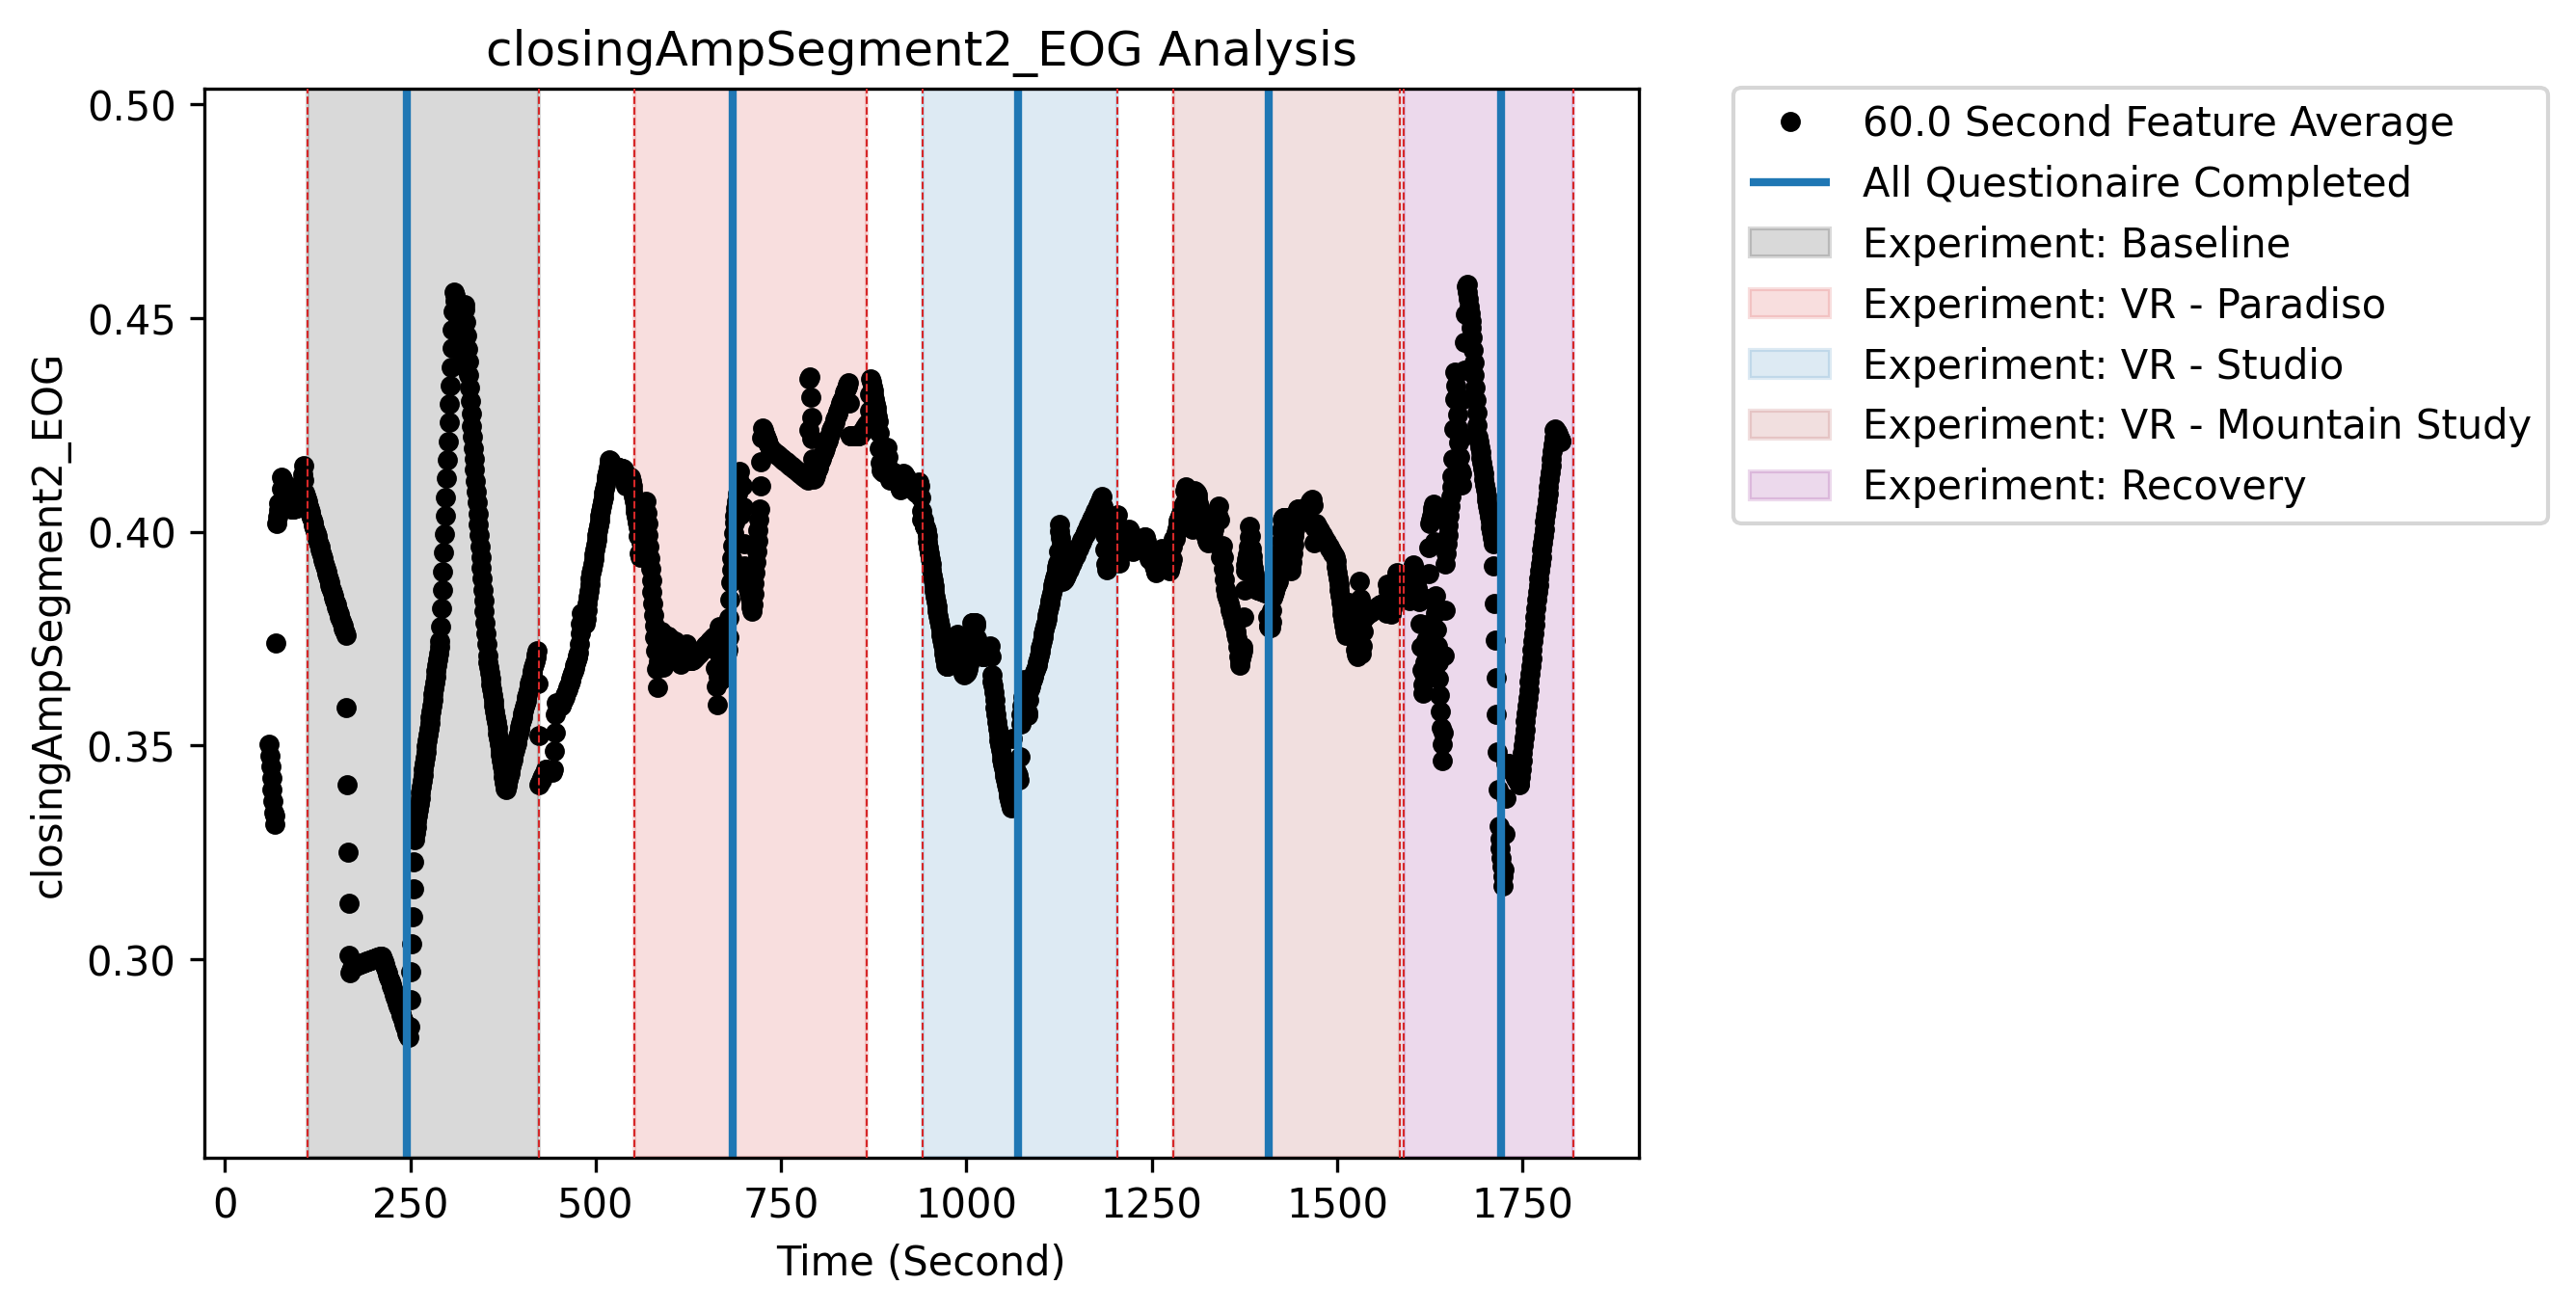 closingAmpSegment2_EOG Analysis
0.50
0.45
0.40
0.35
0.30
closingAmpSegment2_EOG
0 250 500 750 1000 1250 1500 1750
Time (Second)
60.0 Second Feature Average
All Questionaire Completed
Experiment: Baseline
Experiment: VR - Paradiso
Experiment: VR - Studio
Experiment: VR - Mountain Study
Experiment: Recovery